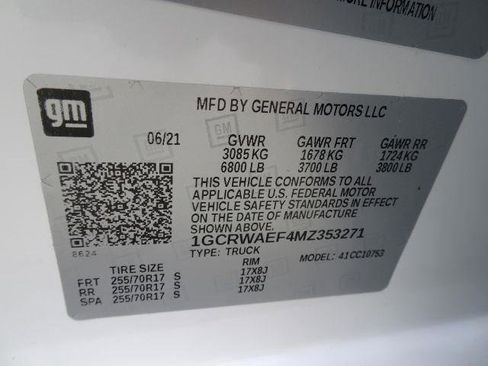 MORE INFORMATION
gm
MFD BY GENERAL MOTORS LLC
06/21 GVWR GAWR FRT GAWR RR
3085 KG 1678 KG 1724 KG
6800 LB 3700 LB 3800 LB
THIS VEHICLE CONFORMS TO ALL
APPLICABLE U.S. FEDERAL MOTOR
VEHICLE SAFETY STANDARDS IN EFFECT
ON THE DATE OF MANUFACTURE
SHOWN ABOVE.
1GCRWAEF4MZ353271
TYPE: TRUCK MODEL: 41CC10753
8624
TIRE SIZE RIM
FRT 255/70R17 S 17X8J
RR 255/70R17 S 17X8J
SPA 255/70R17 S 17X8J